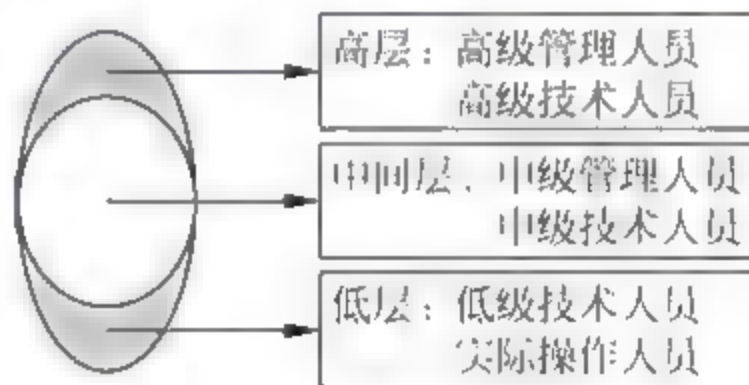 高层：高级管理人员
高级技术人员
中间层：中级管理人员
中级技术人员
低层：低级技术人员
实际操作人员